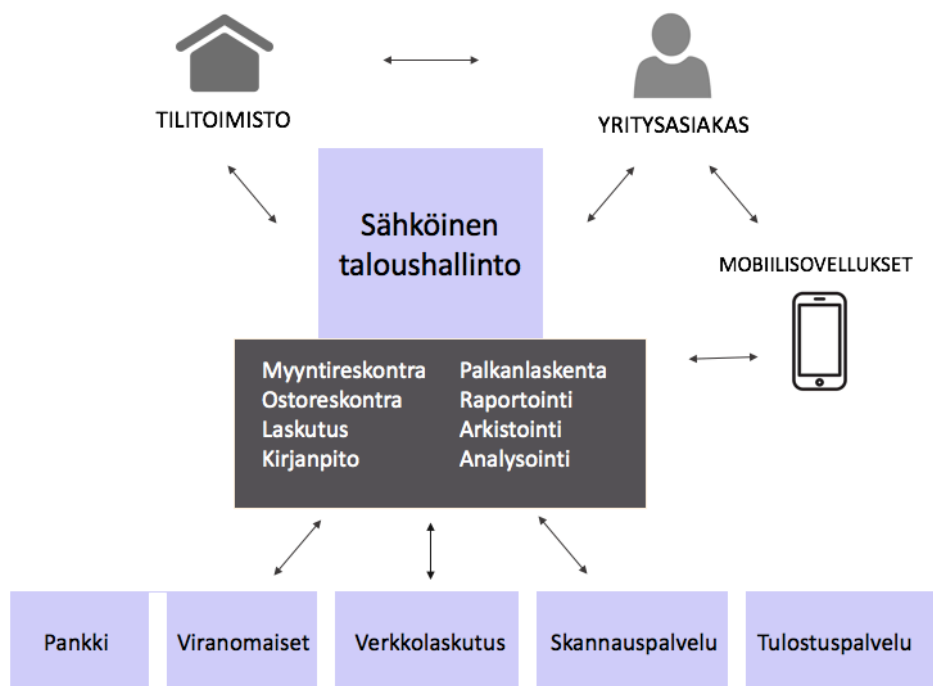 TILITOIMISTO
YRITYSASIAKAS
Sähköinen
taloushallinto
MOBIILISOVELLUKSET
Myyntireskontra
Ostoreskontra
Laskutus
Kirjanpito
Palkanlaskenta
Raportointi
Arkistointi
Analysointi
Pankki
Viranomaiset
Verkkolaskutus
Skannauspalvelu
Tulostuspalvelu